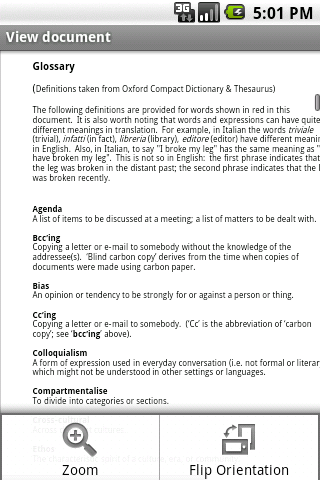 3G
5:01 PM
View document
Glossary
(Definitions taken from Oxford Compact Dictionary & Thesaurus)
The following definitions are provided for words shown in red in this
document. It is also worth noting that words and expressions can have quite
different meanings in translation. For example, in Italian the words triviale
(trivial), infatti (in fact), libreria (library), editore (editor) have different meanin
in English. Also, in Italian, to say "I broke my leg" has the same meaning as "
have broken my leg". This is not so in English: the first phrase indicates that
the leg was broken in the distant past; the second phrase indicates that the l
was broken recently.
Agenda
A list of items to be discussed at a meeting; a list of matters to be dealt with.
Bcc'ing
Copying a letter or e-mail to somebody without the knowledge of the
addressee(s). 'Blind carbon copy' derives from the time when copies of
documents were made using carbon paper.
Bias
An opinion or tendency to be strongly for or against a person or thing.
Cc'ing
Copying a letter or e-mail to somebody. ('Cc' is the abbreviation of 'carbon
copy'; see 'bcc'ing' above).
Colloquialism
A form of expression used in everyday conversation (i.e. not formal or literar
which might not be understood in other settings or languages.
Compartmentalise
To divide into categories or sections.
Zoom
Flip Orientation